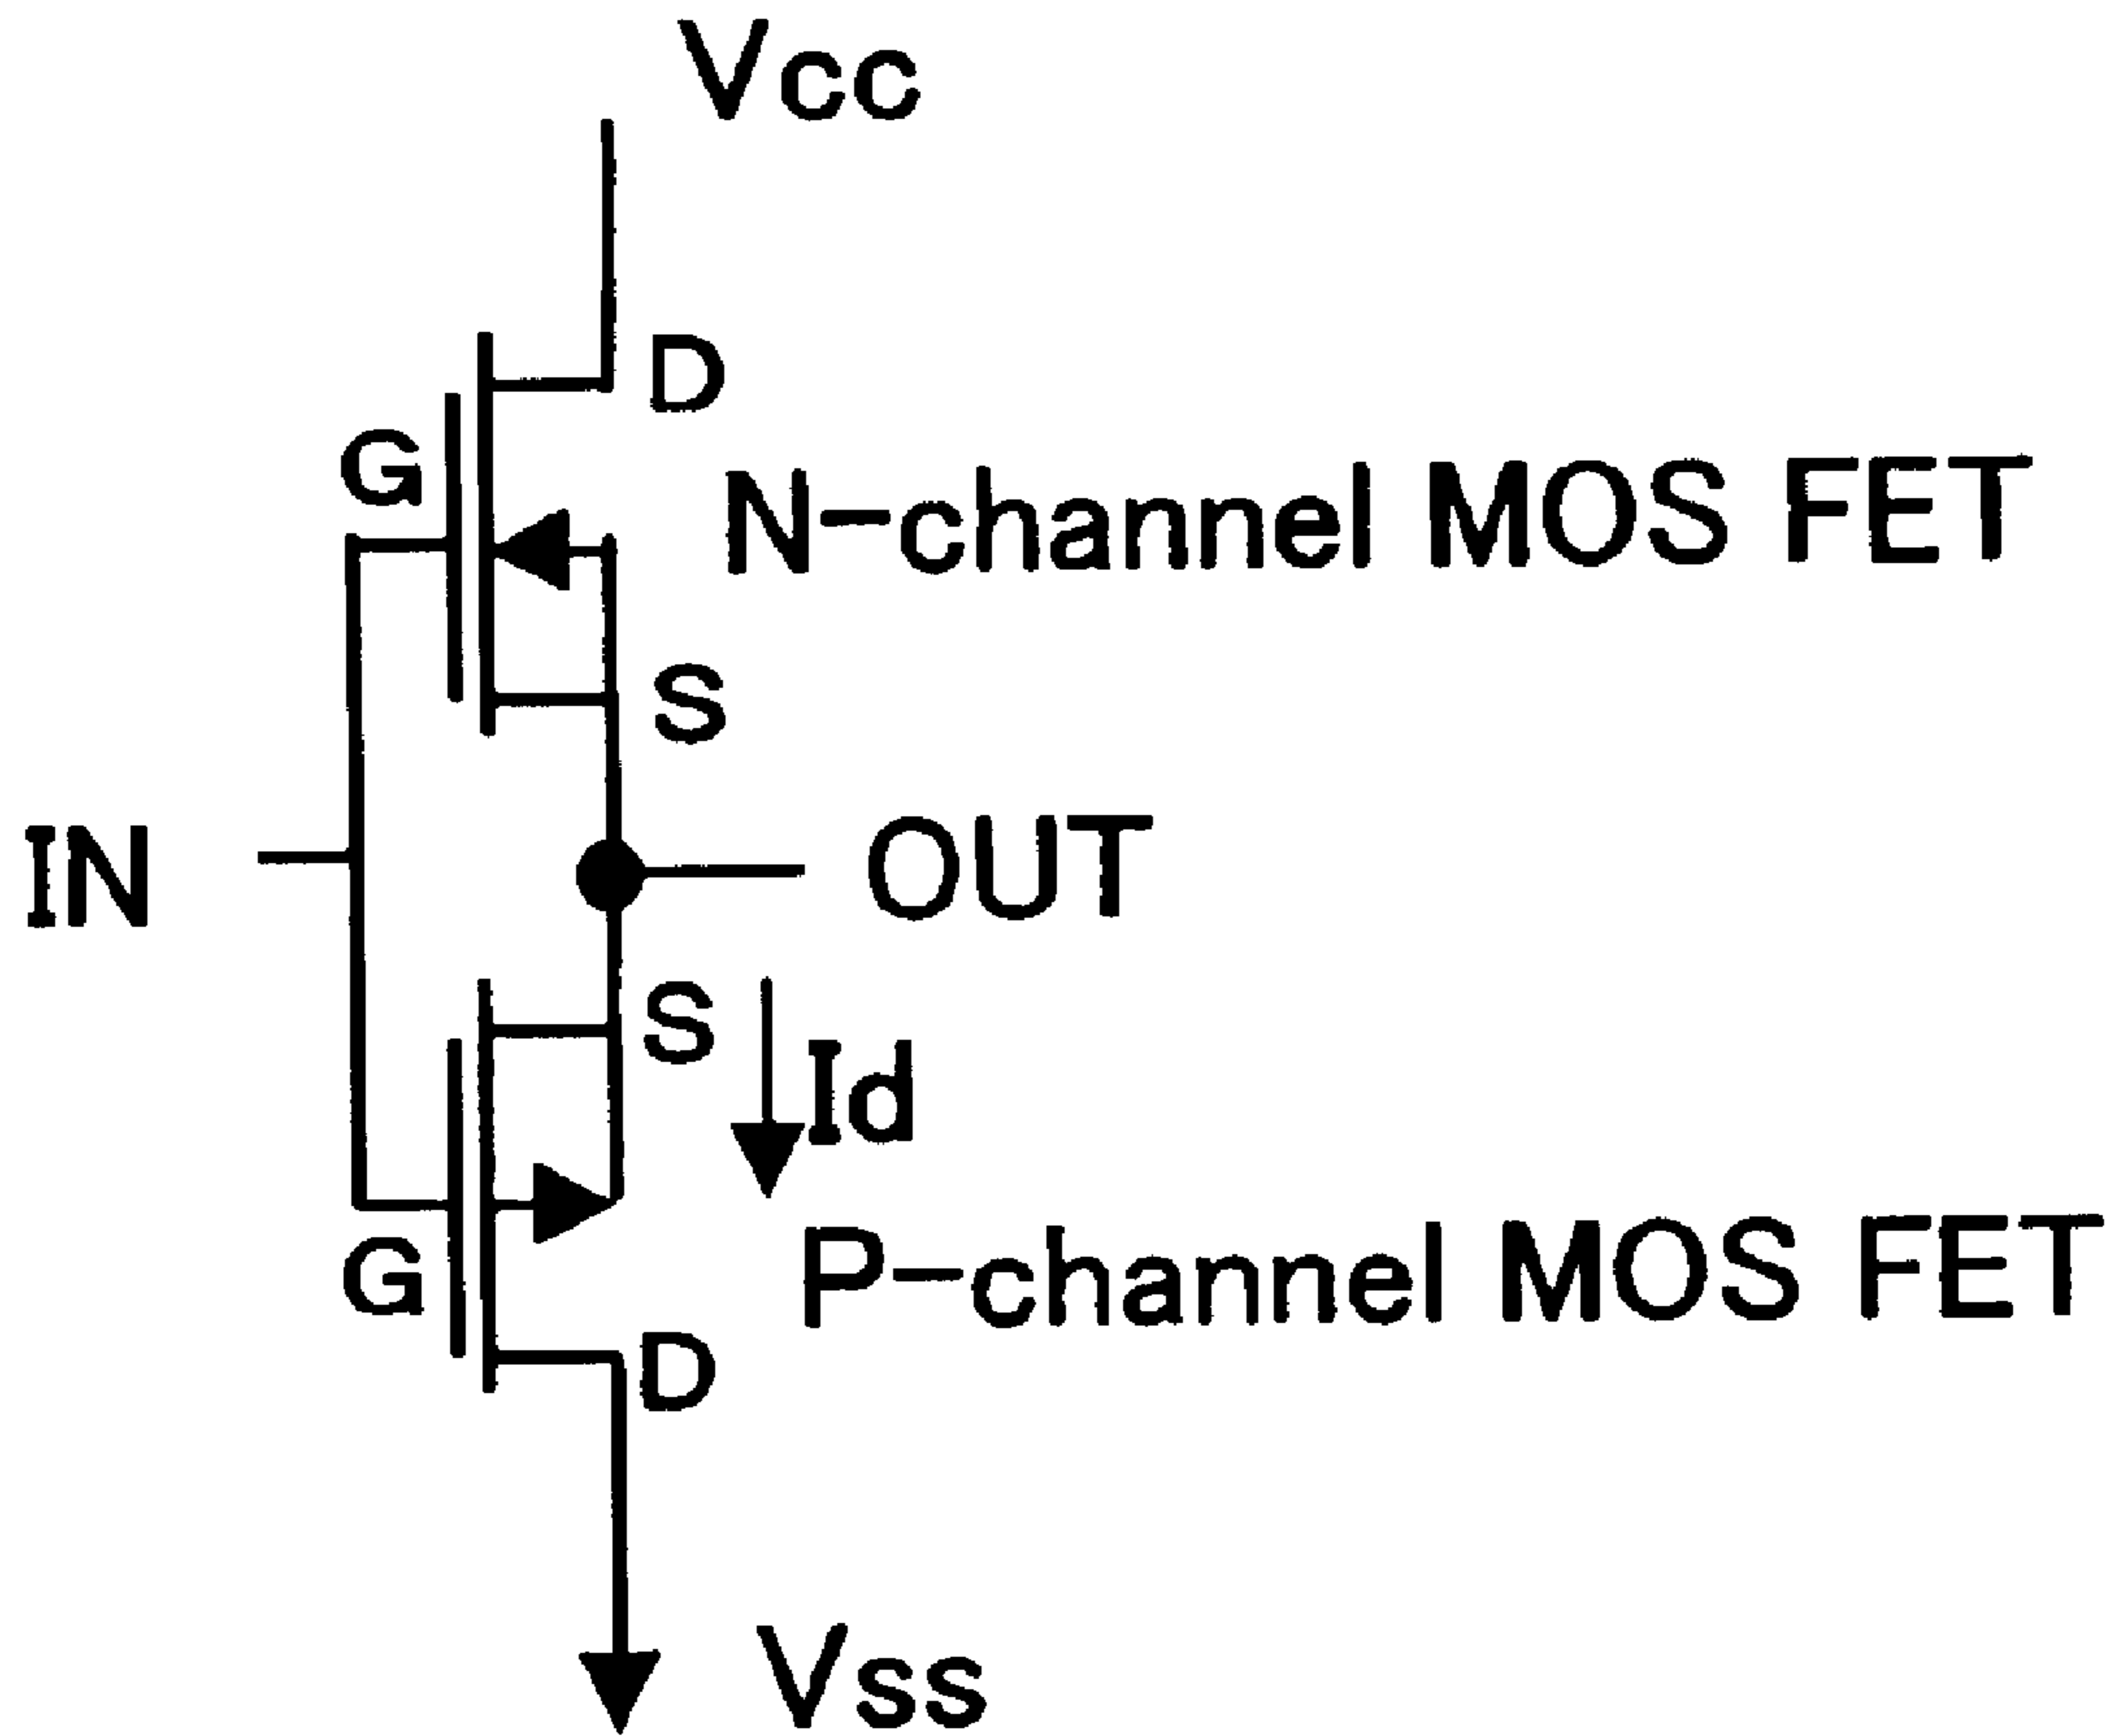 Vcc
D
G
N-channel MOS FET
S
IN
OUT
S
Id
G
P-channel MOS FET
D
Vss